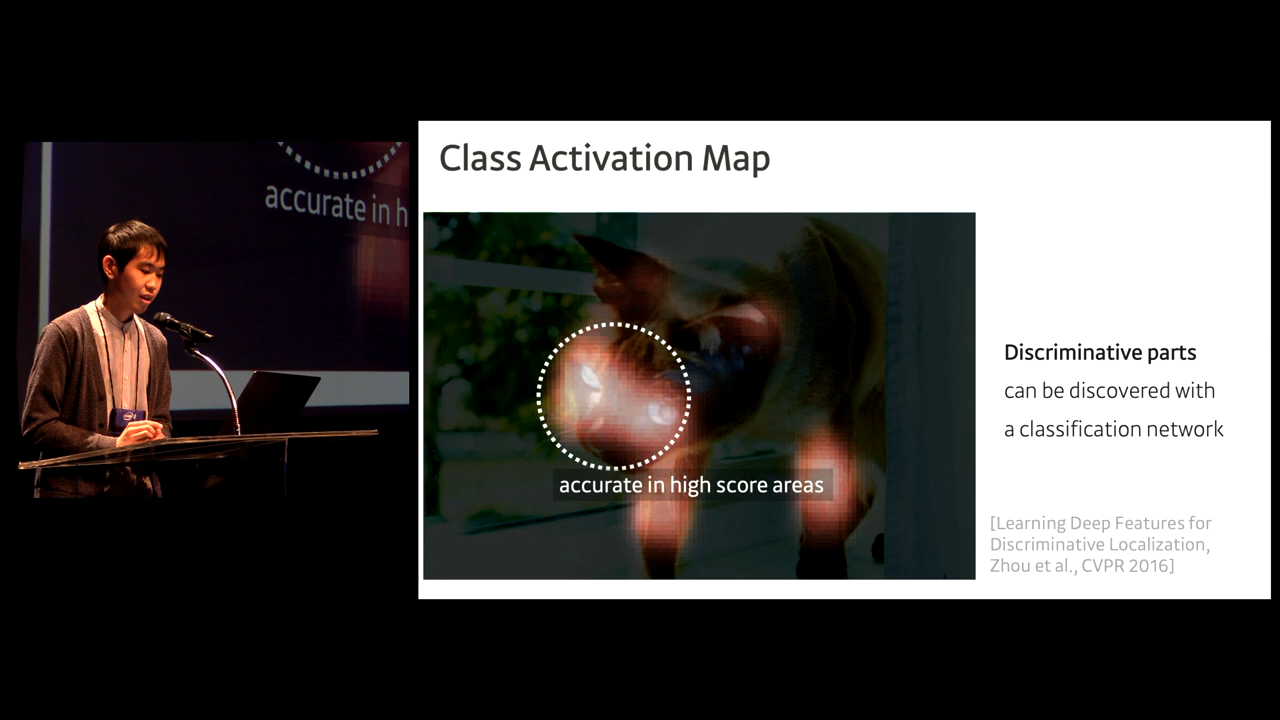 accurate in h
Class Activation Map
accurate in high score areas
Discriminative parts
can be discovered with
a classification network
[Learning Deep Features for
Discriminative Localization,
Zhou et al., CVPR 2016]